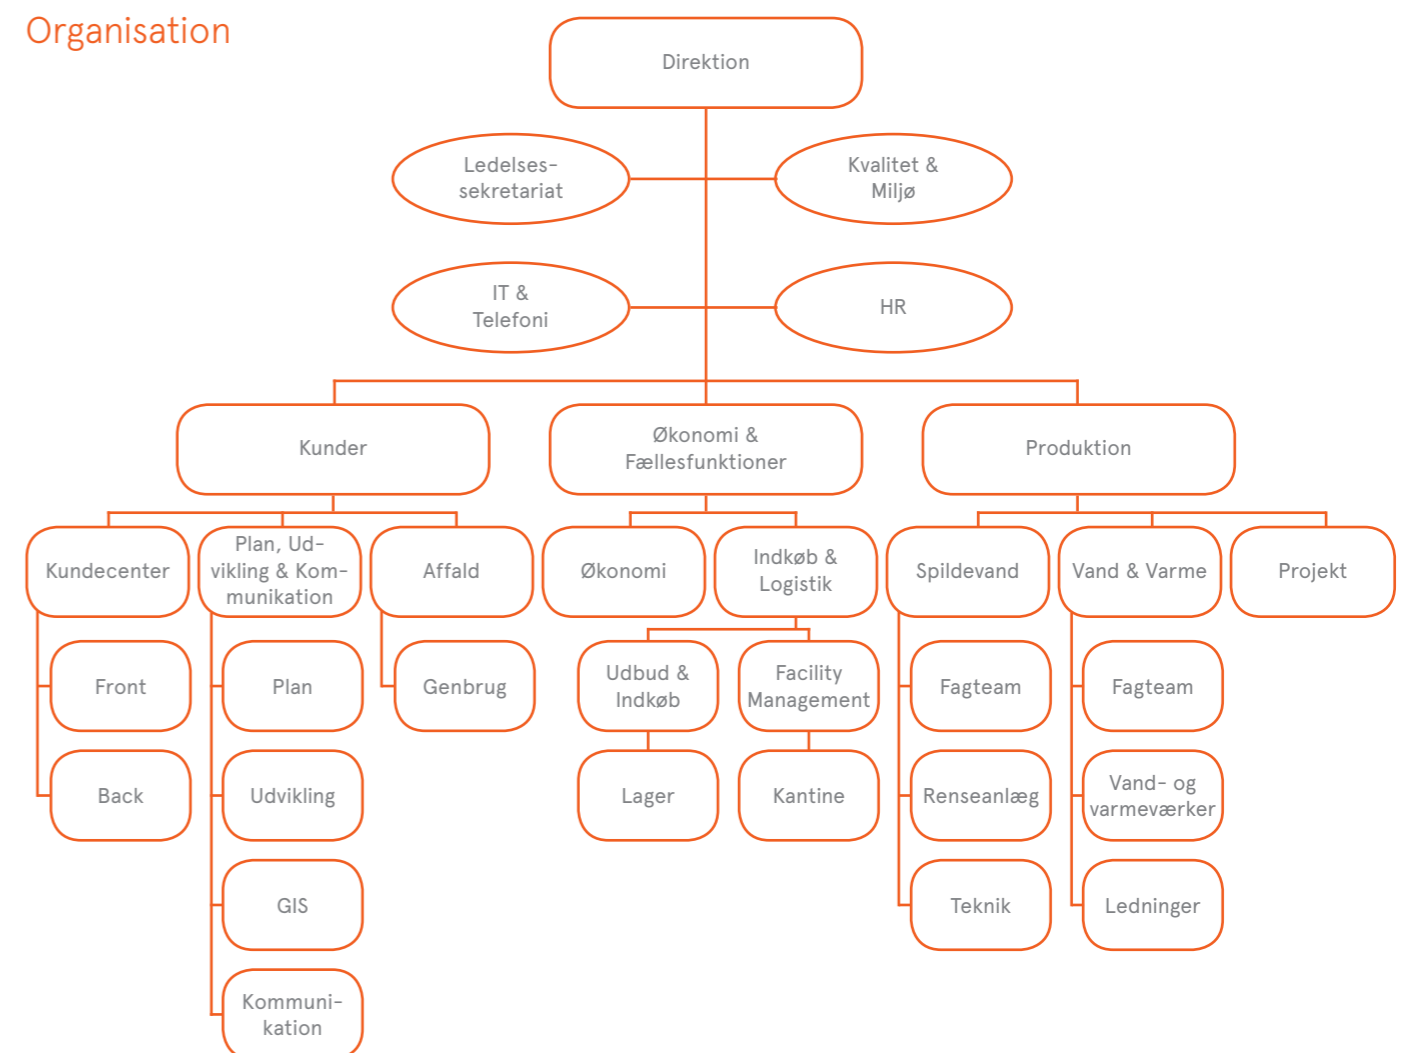 Organisation
Direktion
Ledelses-
sekretariat
Kvalitet &
Miljø
IT &
Telefoni
HR
Kunder
Økonomi &
Fællesfunktioner
Produktion
Kundecenter
Plan, Ud-
vikling & Kom-
munikation
Affald
Økonomi
Indkøb &
Logistik
Spildevand
Vand & Varme
Projekt
Front
Plan
Genbrug
Udbud &
Indkøb
Facility
Management
Fagteam
Fagteam
Back
Udvikling
Lager
Kantine
Renseanlæg
Vand- og
varmeværker
GIS
Teknik
Ledninger
Kommuni-
kation